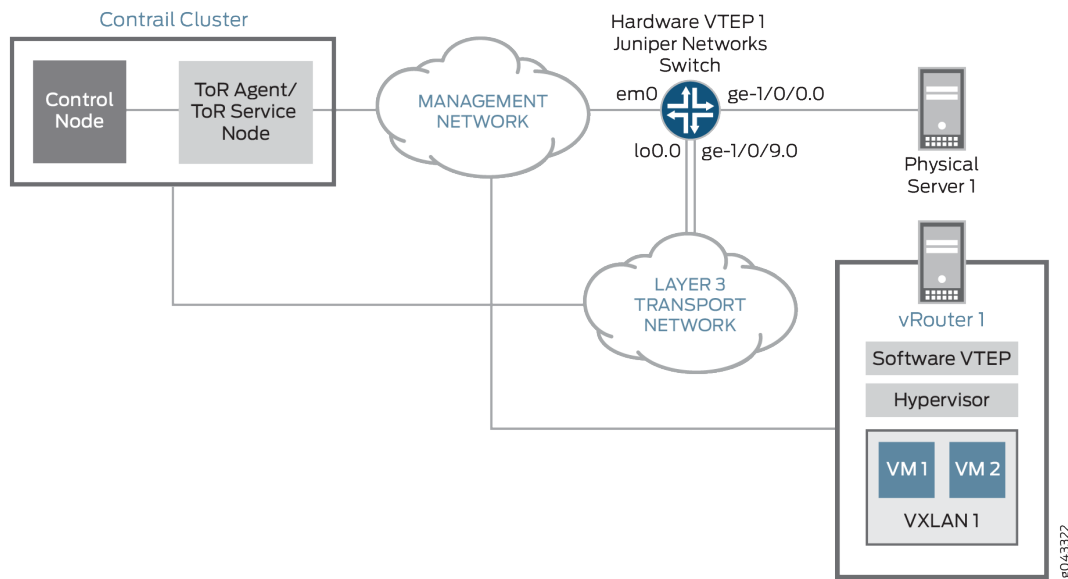 Contrail Cluster
Control
Node
ToR Agent/
ToR Service
Node
MANAGEMENT
NETWORK
Hardware VTEP 1
Juniper Networks
Switch
em0
ge-1/0/0.0
lo0.0
ge-1/0/9.0
Physical
Server 1
LAYER 3
TRANSPORT
NETWORK
vRouter 1
Software VTEP
Hypervisor
VM 1
VM 2
VXLAN 1
g043322